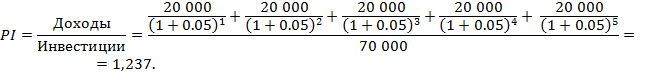 PI = Доходы / Инвестиции = (20 000 / (1 + 0.05)¹ + 20 000 / (1 + 0.05)² + 20 000 / (1 + 0.05)³ + 20 000 / (1 + 0.05)⁴ + 20 000 / (1 + 0.05)⁵) / 70 000 =
= 1,237.